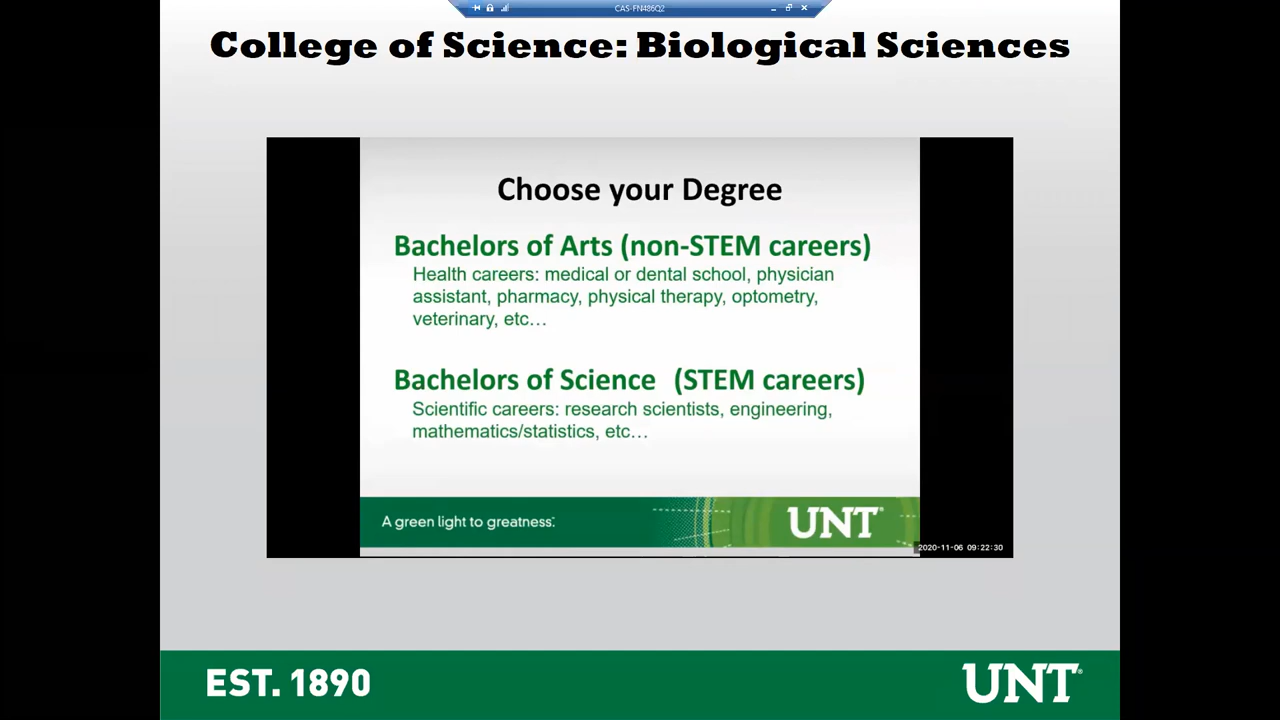 CAS-FN486Q2
College of Science: Biological Sciences
Choose your Degree
Bachelors of Arts (non-STEM careers)
Health careers: medical or dental school, physician
assistant, pharmacy, physical therapy, optometry,
veterinary, etc…
Bachelors of Science (STEM careers)
Scientific careers: research scientists, engineering,
mathematics/statistics, etc…
A green light to greatness.
UNT
2020-11-06 09:22:30
EST. 1890
UNT